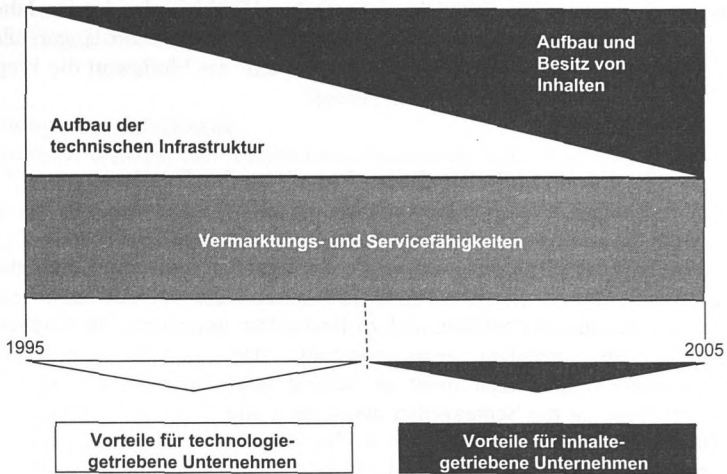 Aufbau und
Besitz von
Inhalten
Aufbau der
technischen Infrastruktur
Vermarktungs- und Servicefähigkeiten
1995
2005
Vorteile für technologie-
getriebene Unternehmen
Vorteile für inhalte-
getriebene Unternehmen